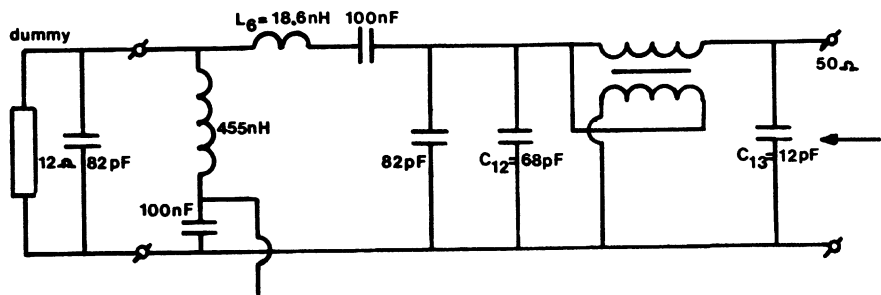 L6=18.6nH
100nF
dummy
50Ω
455nH
12Ω
82pF
82pF
C12=68pF
C13=12pF
100nF